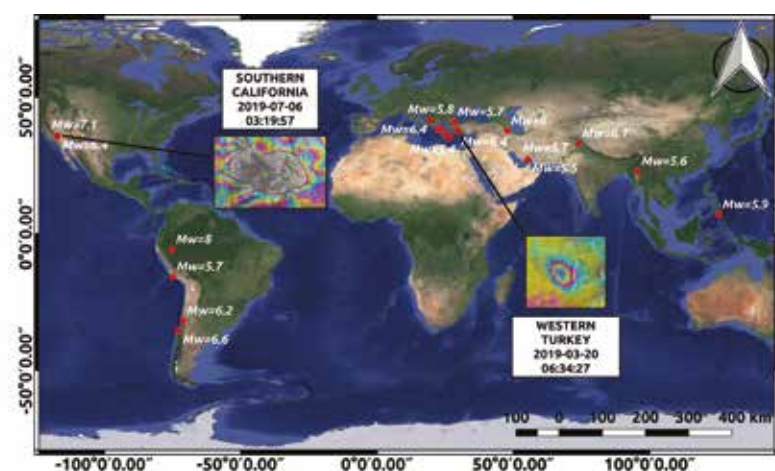 SOUTHERN
CALIFORNIA
2019-07-06
03:19:57
Mw=7.1
Mw=6.4
Mw=5.8
Mw=5.7
Mw=6
Mw=6.4
Mw=6.4
Mw=5.7
Mw=5.5
Mw=5.6
Mw=5.9
Mw=8
Mw=5.7
Mw=6.2
Mw=6.6
WESTERN
TURKEY
2019-03-20
06:34:27
100 0 100 200 300 400 km
50°0'0.00"
0°0'0.00"
-50°0'0.00"
-100°0'0.00" -50°0'0.00" 0°0'0.00" 50°0'0.00" 100°0'0.00"